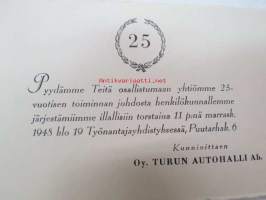 25
Pyydämme Teitä osallistumaan yhtiömme 25-
vuotisen toiminnan johdosta henkilökunnallemme
järjestämiimme illallisiin torstaina 11 p:nä marrask.
1948 klo 19 Työnantajayhdistyksessä, Puutarhak. 6
Kunnioittaen
Oy. TURUN AUTOHALLI Ab.